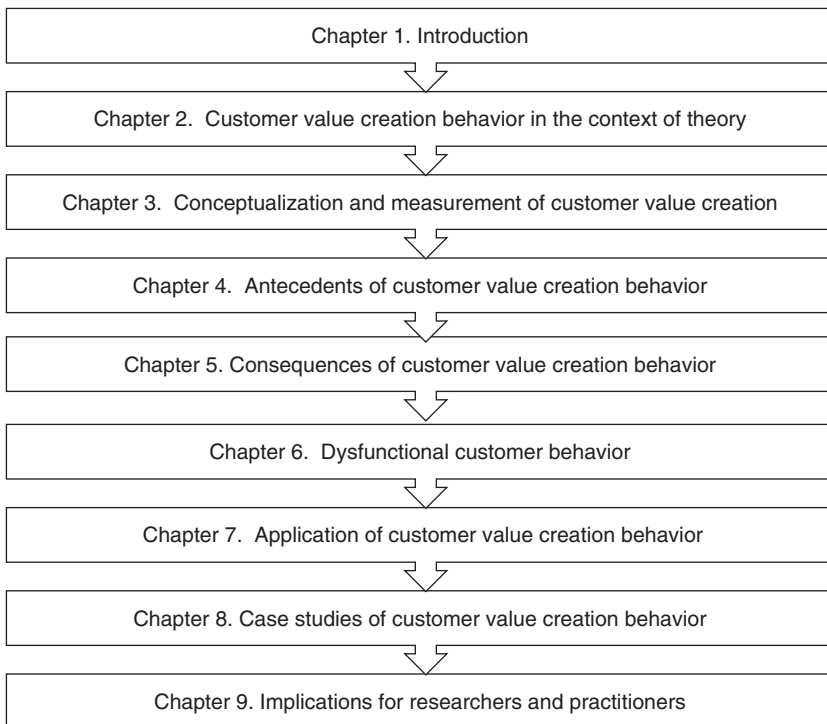 Chapter 1. Introduction
Chapter 2. Customer value creation behavior in the context of theory
Chapter 3. Conceptualization and measurement of customer value creation
Chapter 4. Antecedents of customer value creation behavior
Chapter 5. Consequences of customer value creation behavior
Chapter 6. Dysfunctional customer behavior
Chapter 7. Application of customer value creation behavior
Chapter 8. Case studies of customer value creation behavior
Chapter 9. Implications for researchers and practitioners